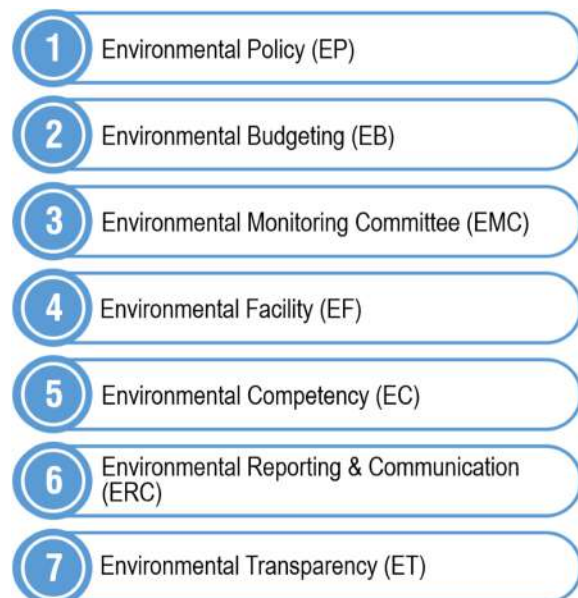 1 Environmental Policy (EP)
2 Environmental Budgeting (EB)
3 Environmental Monitoring Committee (EMC)
4 Environmental Facility (EF)
5 Environmental Competency (EC)
6 Environmental Reporting & Communication
(ERC)
7 Environmental Transparency (ET)